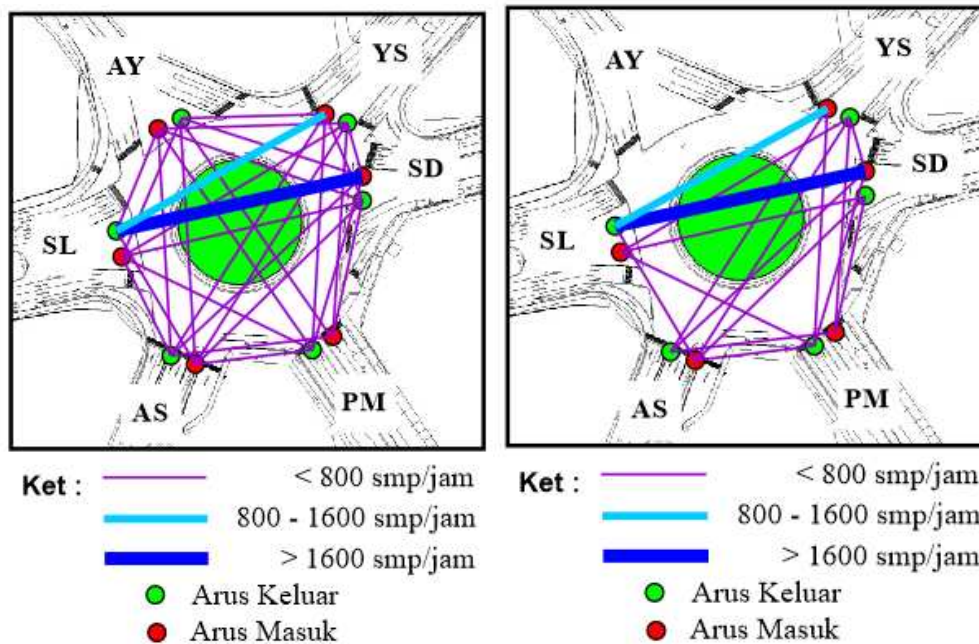 AY
YS
SD
SL
AS
PM
Ket :
< 800 smp/jam
800 - 1600 smp/jam
> 1600 smp/jam
Arus Keluar
Arus Masuk
AY
YS
SD
SL
AS
PM
Ket :
< 800 smp/jam
800 - 1600 smp/jam
> 1600 smp/jam
Arus Keluar
Arus Masuk